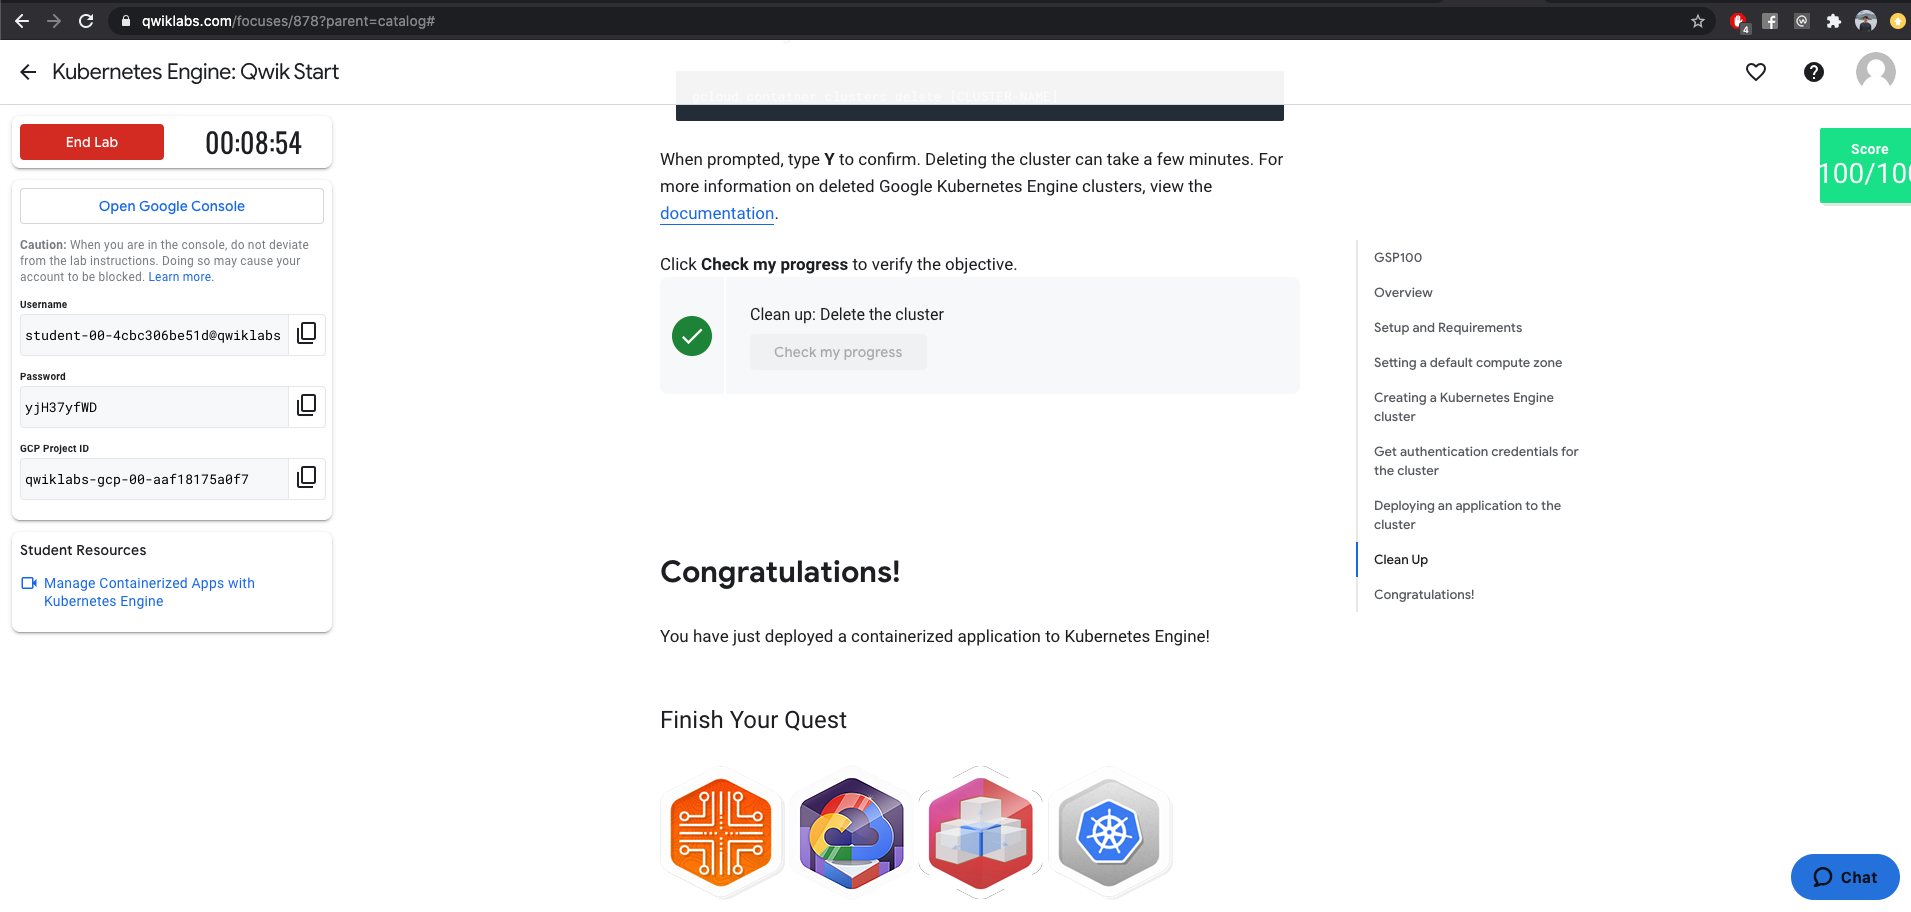 qwiklabs.com/focuses/878?parent=catalog#
4
Kubernetes Engine: Qwik Start
End Lab
00:08:54
Open Google Console
Caution: When you are in the console, do not deviate
from the lab instructions. Doing so may cause your
account to be blocked. Learn more.
Username
student-00-4cbc306be51d@qwiklabs
Password
yjH37yfWD
GCP Project ID
qwiklabs-gcp-00-aaf18175a0f7
Student Resources
Manage Containerized Apps with
Kubernetes Engine
gcloud container clusters delete [CLUSTER-NAME]
When prompted, type Y to confirm. Deleting the cluster can take a few minutes. For
more information on deleted Google Kubernetes Engine clusters, view the
documentation.
Click Check my progress to verify the objective.
Clean up: Delete the cluster
Check my progress
Congratulations!
You have just deployed a containerized application to Kubernetes Engine!
Finish Your Quest
Score
100/100
GSP100
Overview
Setup and Requirements
Setting a default compute zone
Creating a Kubernetes Engine
cluster
Get authentication credentials for
the cluster
Deploying an application to the
cluster
Clean Up
Congratulations!
Chat